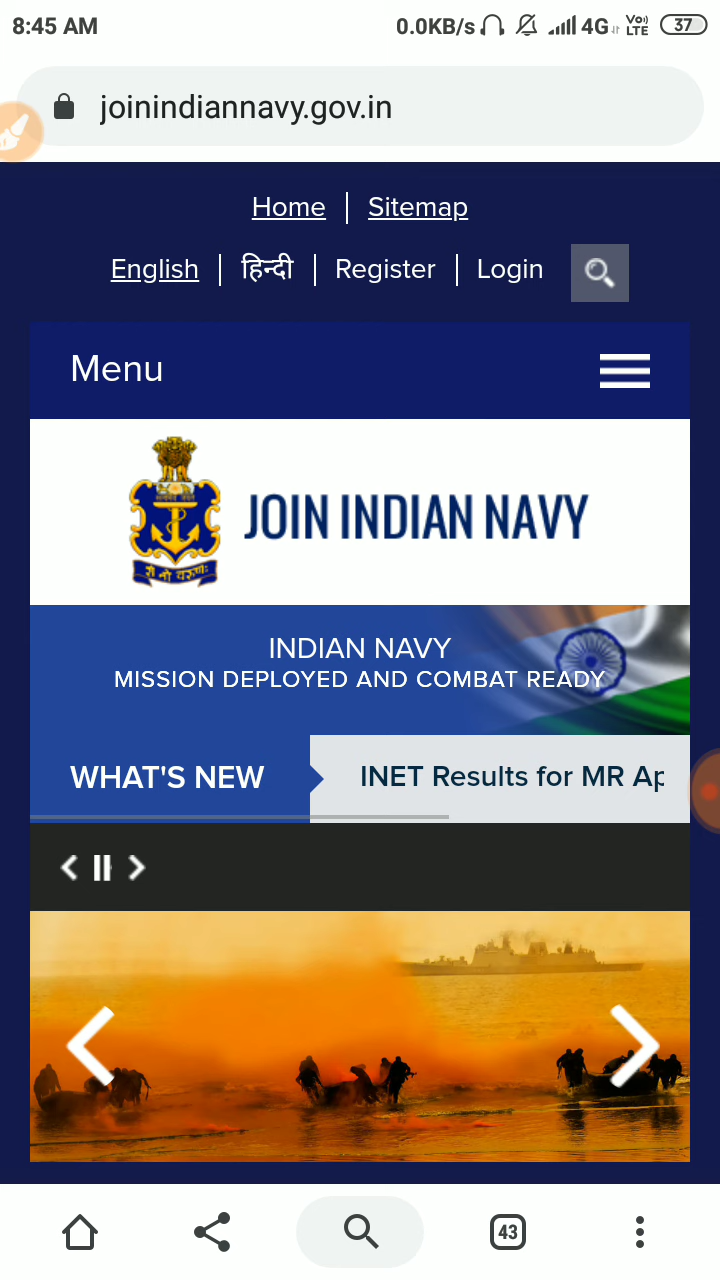 8:45 AM 0.0KB/s 4G Vo)) LTE 37
joinindiannavy.gov.in
Home | Sitemap
English | हिन्दी | Register | Login
Menu
JOIN INDIAN NAVY
INDIAN NAVY
MISSION DEPLOYED AND COMBAT READY
WHAT'S NEW INET Results for MR Ap
43